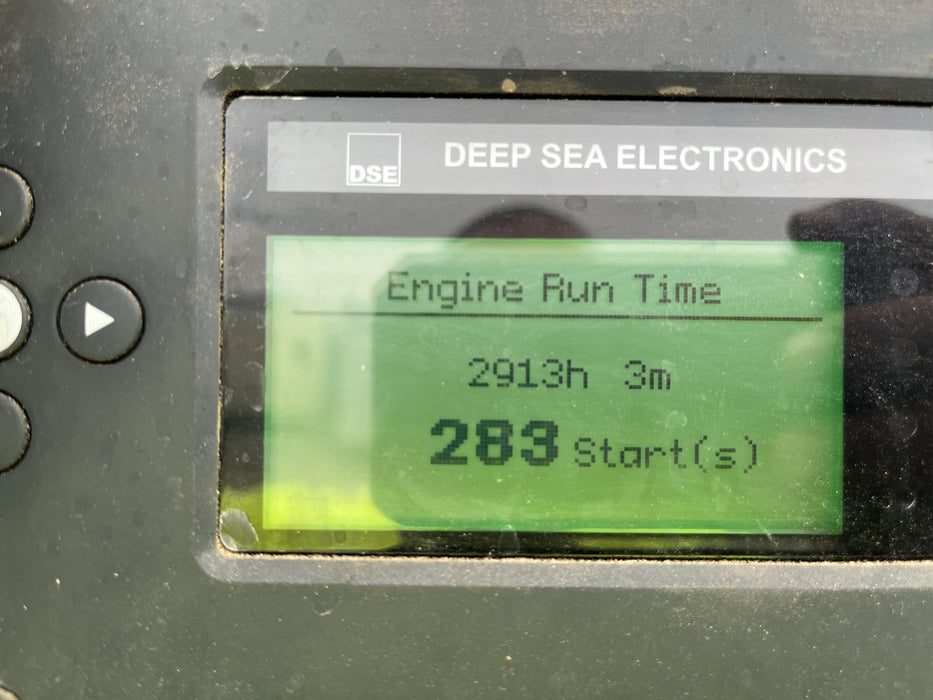 DSE
DEEP SEA ELECTRONICS
Engine Run Time
2913h 3m
283 Start(s)